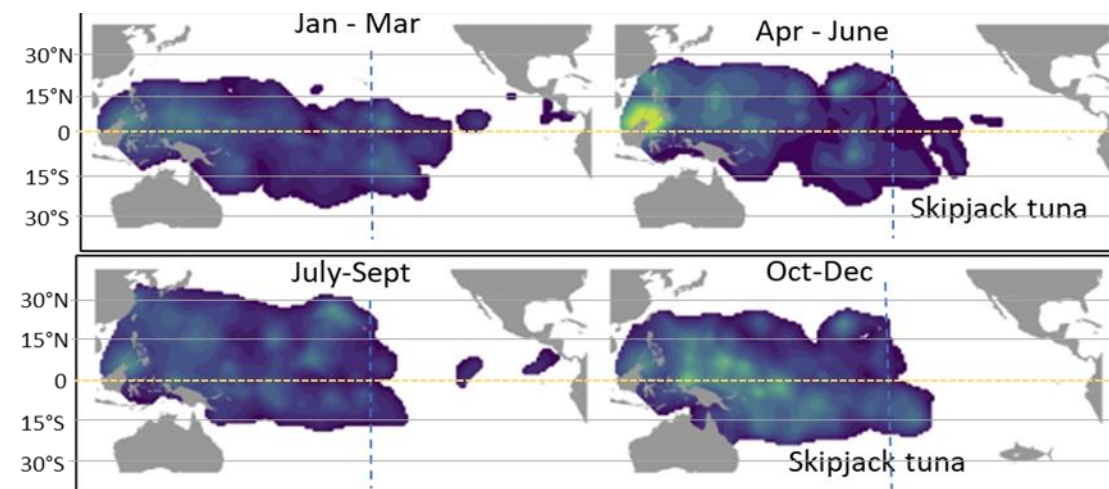 Jan - Mar
Apr - June
30°N
15°N
0
15°S
30°S
Skipjack tuna
July-Sept
Oct-Dec
30°N
15°N
0
15°S
30°S
Skipjack tuna